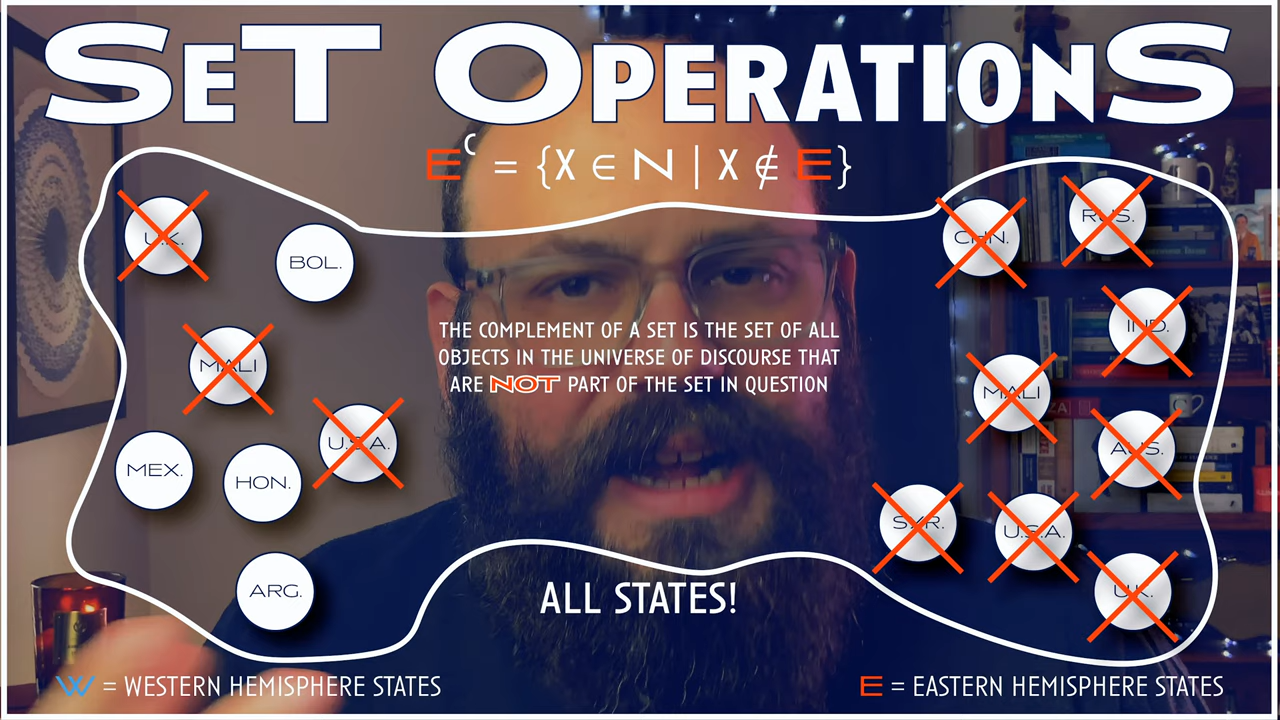 SET OPERATIONS
E^C = {X ∈ N | X ∉ E}
U.K.
BOL.
MALI
U.S.A.
MEX.
HON.
ARG.
THE COMPLEMENT OF A SET IS THE SET OF ALL
OBJECTS IN THE UNIVERSE OF DISCOURSE THAT
ARE NOT PART OF THE SET IN QUESTION
CHN.
RUS.
IND.
MALI
AUS.
SYR.
U.S.A.
U.K.
ALL STATES!
W = WESTERN HEMISPHERE STATES
E = EASTERN HEMISPHERE STATES